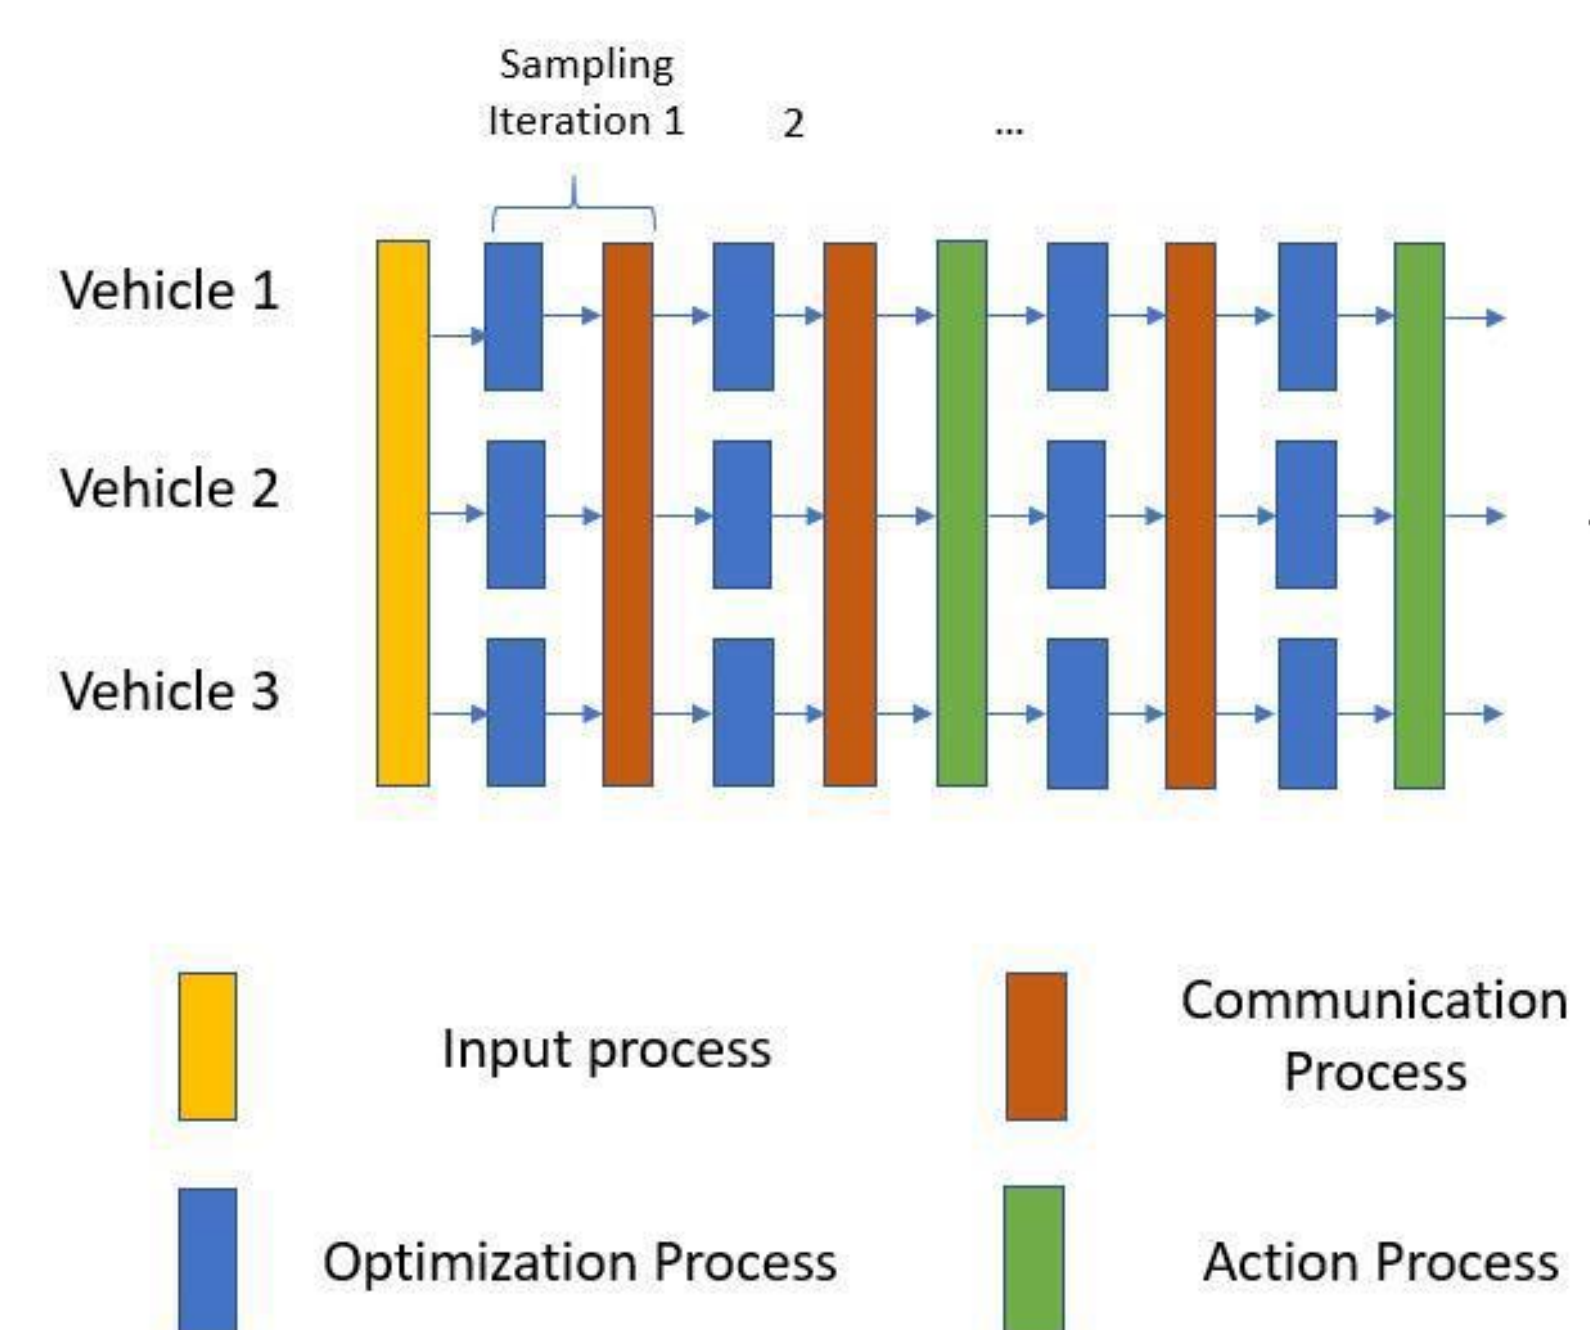 Sampling
Iteration 1
2
...
Vehicle 1
Vehicle 2
Vehicle 3
Input process
Communication
Process
Optimization Process
Action Process